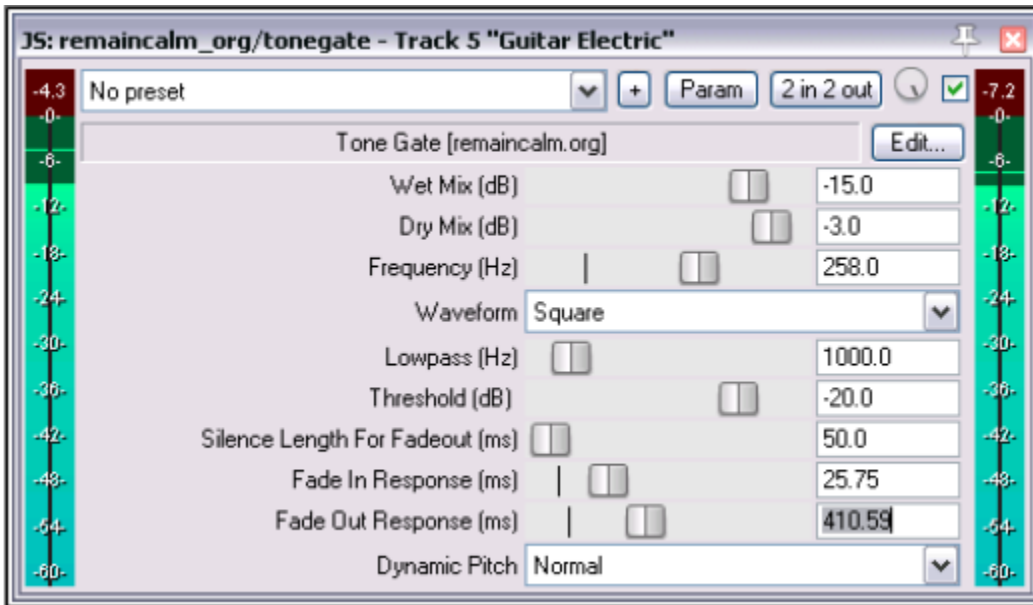 JS: remaincalm_org/tonegate - Track 5 "Guitar Electric"
-4.3 No preset + Param 2 in 2 out -7.2
Tone Gate [remaincalm.org] Edit...
Wet Mix (dB) -15.0
Dry Mix (dB) -3.0
Frequency (Hz) 258.0
Waveform Square
Lowpass (Hz) 1000.0
Threshold (dB) -20.0
Silence Length For Fadeout (ms) 50.0
Fade In Response (ms) 25.75
Fade Out Response (ms) 410.59
Dynamic Pitch Normal
-0-
-6-
-12-
-18-
-24-
-30-
-36-
-42-
-48-
-54-
-60-
-0-
-6-
-12-
-18-
-24-
-30-
-36-
-42-
-48-
-54-
-60-